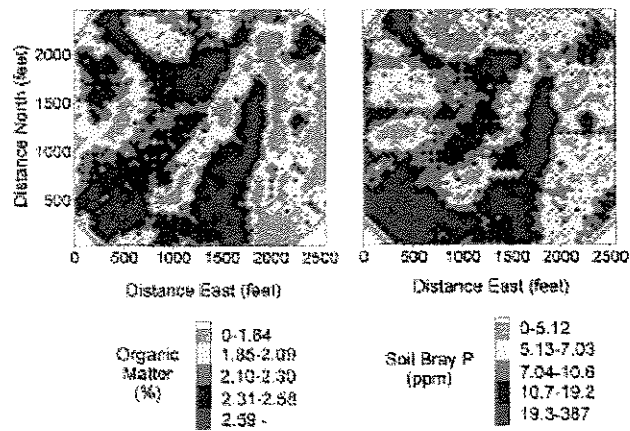 Distance North (feet)
2000
1500
1000
500
0 500 1000 1500 2000 2500
0 500 1000 1500 2000 2500
Distance East (feet)
Distance East (feet)
Organic
Matter
(%)
0-1.84
1.85-2.09
2.10-2.30
2.31-2.58
2.59 -
Soil Bray P
(ppm)
0-5.12
5.13-7.03
7.04-10.6
10.7-19.2
19.3-387